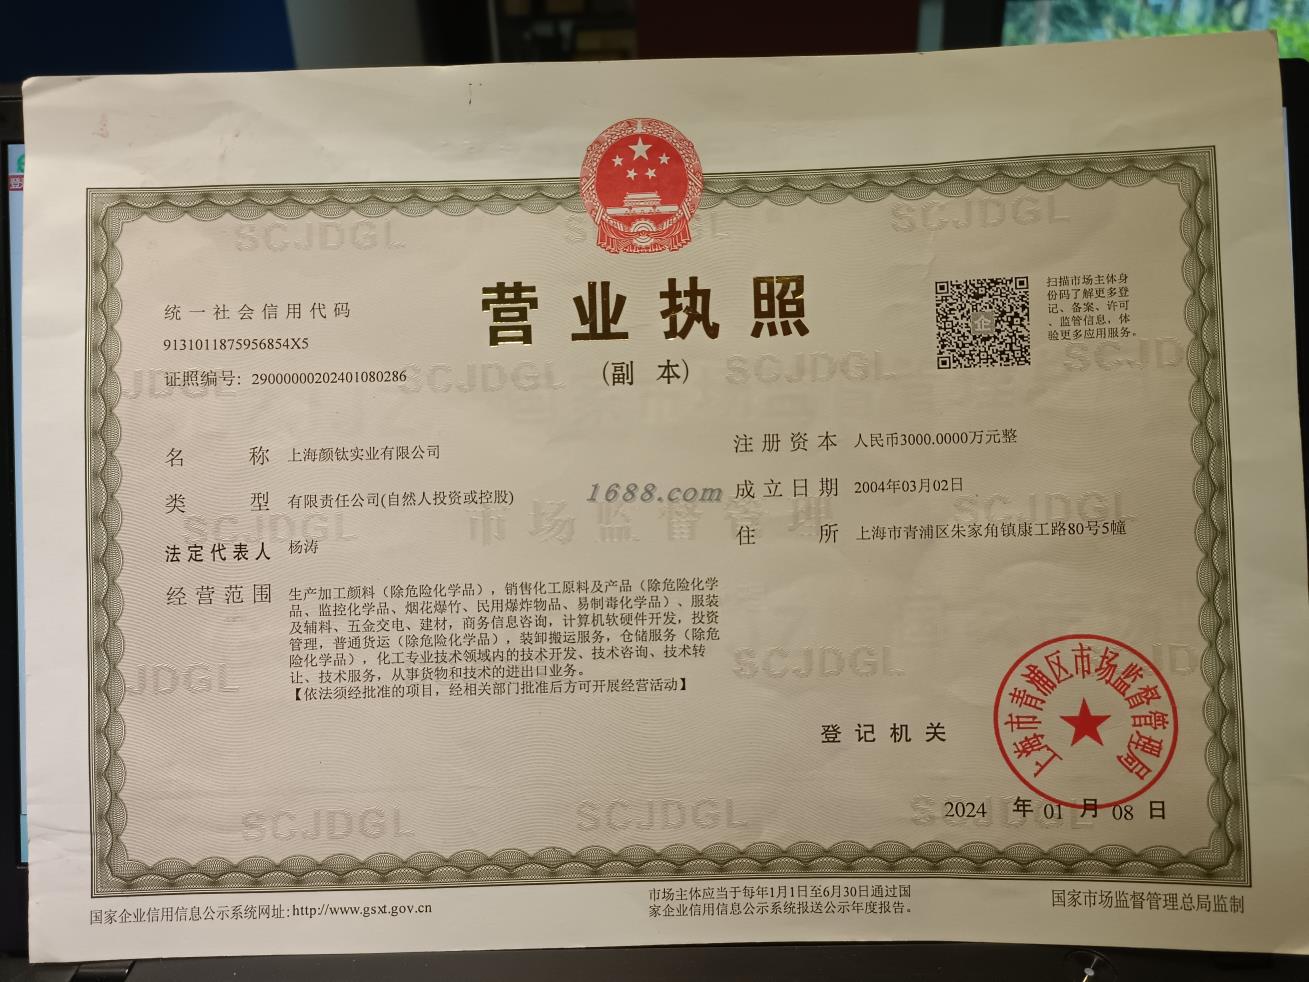 营业执照
(副 本)
统一社会信用代码
9131011875956854X5
证照编号：29000000202401080286
扫描市场主体身
份码了解更多登
记、备案、许可
、监管信息，体
验更多应用服务。
企
名 称 上海颜钛实业有限公司
类 型 有限责任公司(自然人投资或控股)
法定代表人 杨涛
经营范围 生产加工颜料（除危险化学品），销售化工原料及产品（除危险化学
品、监控化学品、烟花爆竹、民用爆炸物品、易制毒化学品）、服装
及辅料、五金交电、建材，商务信息咨询，计算机软硬件开发，投资
管理，普通货运（除危险化学品），装卸搬运服务，仓储服务（除危
险化学品），化工专业技术领域内的技术开发、技术咨询、技术转
让、技术服务，从事货物和技术的进出口业务。
【依法须经批准的项目，经相关部门批准后方可开展经营活动】
注册资本 人民币3000.0000万元整
成立日期 2004年03月02日
住 所 上海市青浦区朱家角镇康工路80号5幢
1688.com
市场监督管理
SCJDGL
SCJDGL
SCJDGL
SCJDGL
SCJDGL
SCJDGL
SCJDGL
SCJDGL
SCJDGL
SCJDGL
登记机关
上海市青浦区市场监督管理局
2024 年 01 月 08 日
国家企业信用信息公示系统网址：http://www.gsxt.gov.cn
市场主体应当于每年1月1日至6月30日通过国
家企业信用信息公示系统报送公示年度报告。
国家市场监督管理总局监制